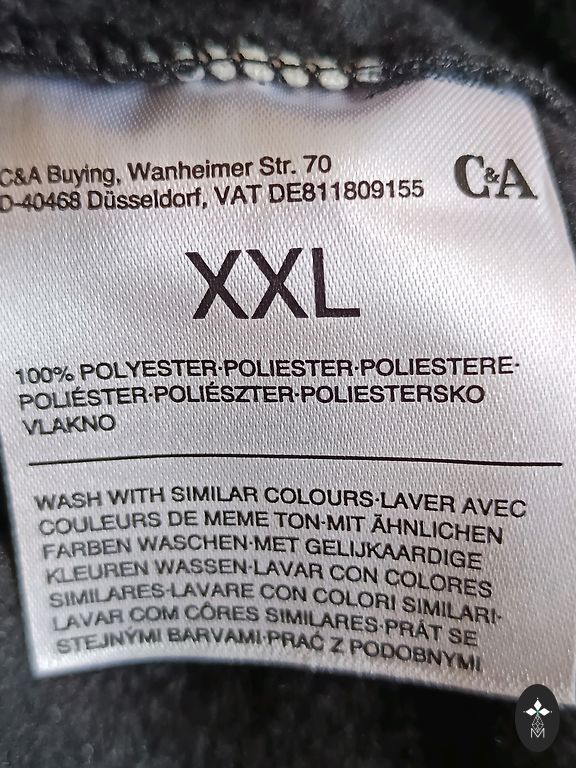 C&A Buying, Wanheimer Str. 70
D-40468 Düsseldorf, VAT DE811809155
C&A
XXL
100% POLYESTER·POLIESTER·POLIESTERE·
POLIÉSTER·POLIÉSZTER·POLIESTERSKO
VLAKNO
WASH WITH SIMILAR COLOURS·LAVER AVEC
COULEURS DE MEME TON·MIT ÄHNLICHEN
FARBEN WASCHEN·MET GELIJKAARDIGE
KLEUREN WASSEN·LAVAR CON COLORES
SIMILARES·LAVARE CON COLORI SIMILARI·
LAVAR COM CÔRES SIMILARES·PRÁT SE
STEJNÝMI BARVAMI·PRAĆ Z PODOBNYMI
M